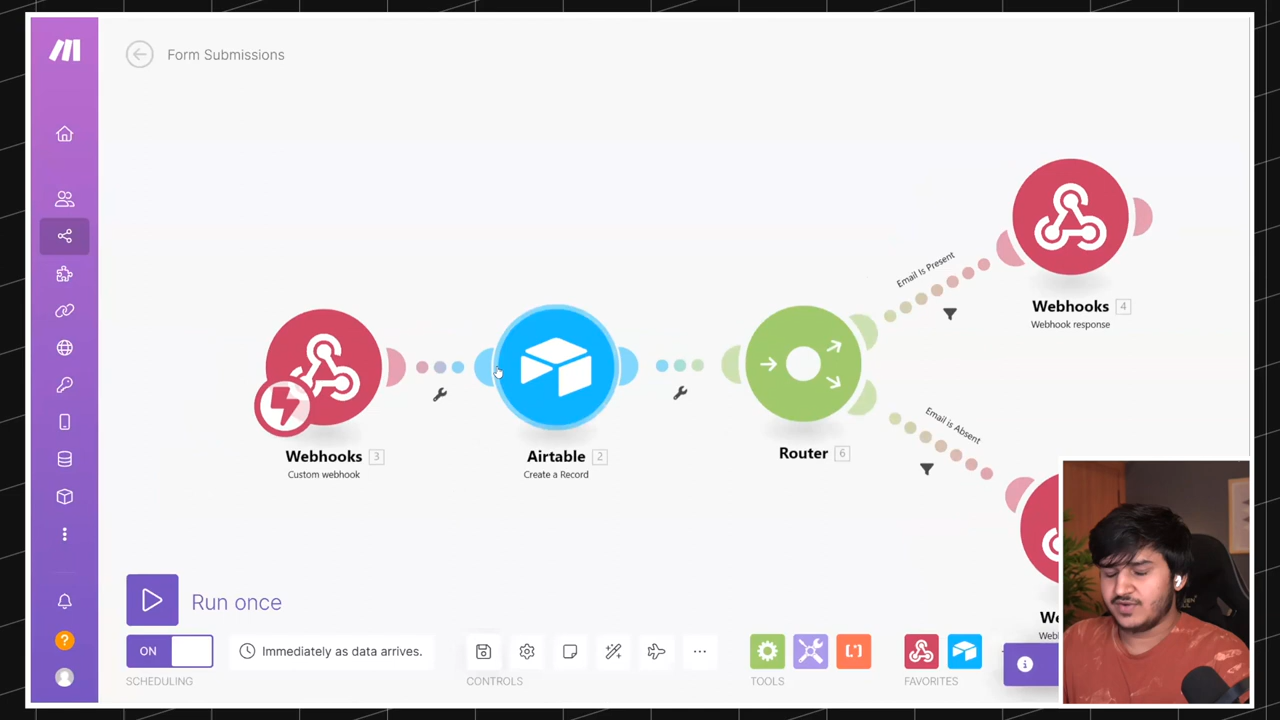 Form Submissions
Email Is Present
Webhooks 4
Webhook response
Email is Absent
Webhooks 3
Custom webhook
Airtable 2
Create a Record
Router 6
Run once
ON
Immediately as data arrives.
SCHEDULING
CONTROLS
TOOLS
FAVORITES